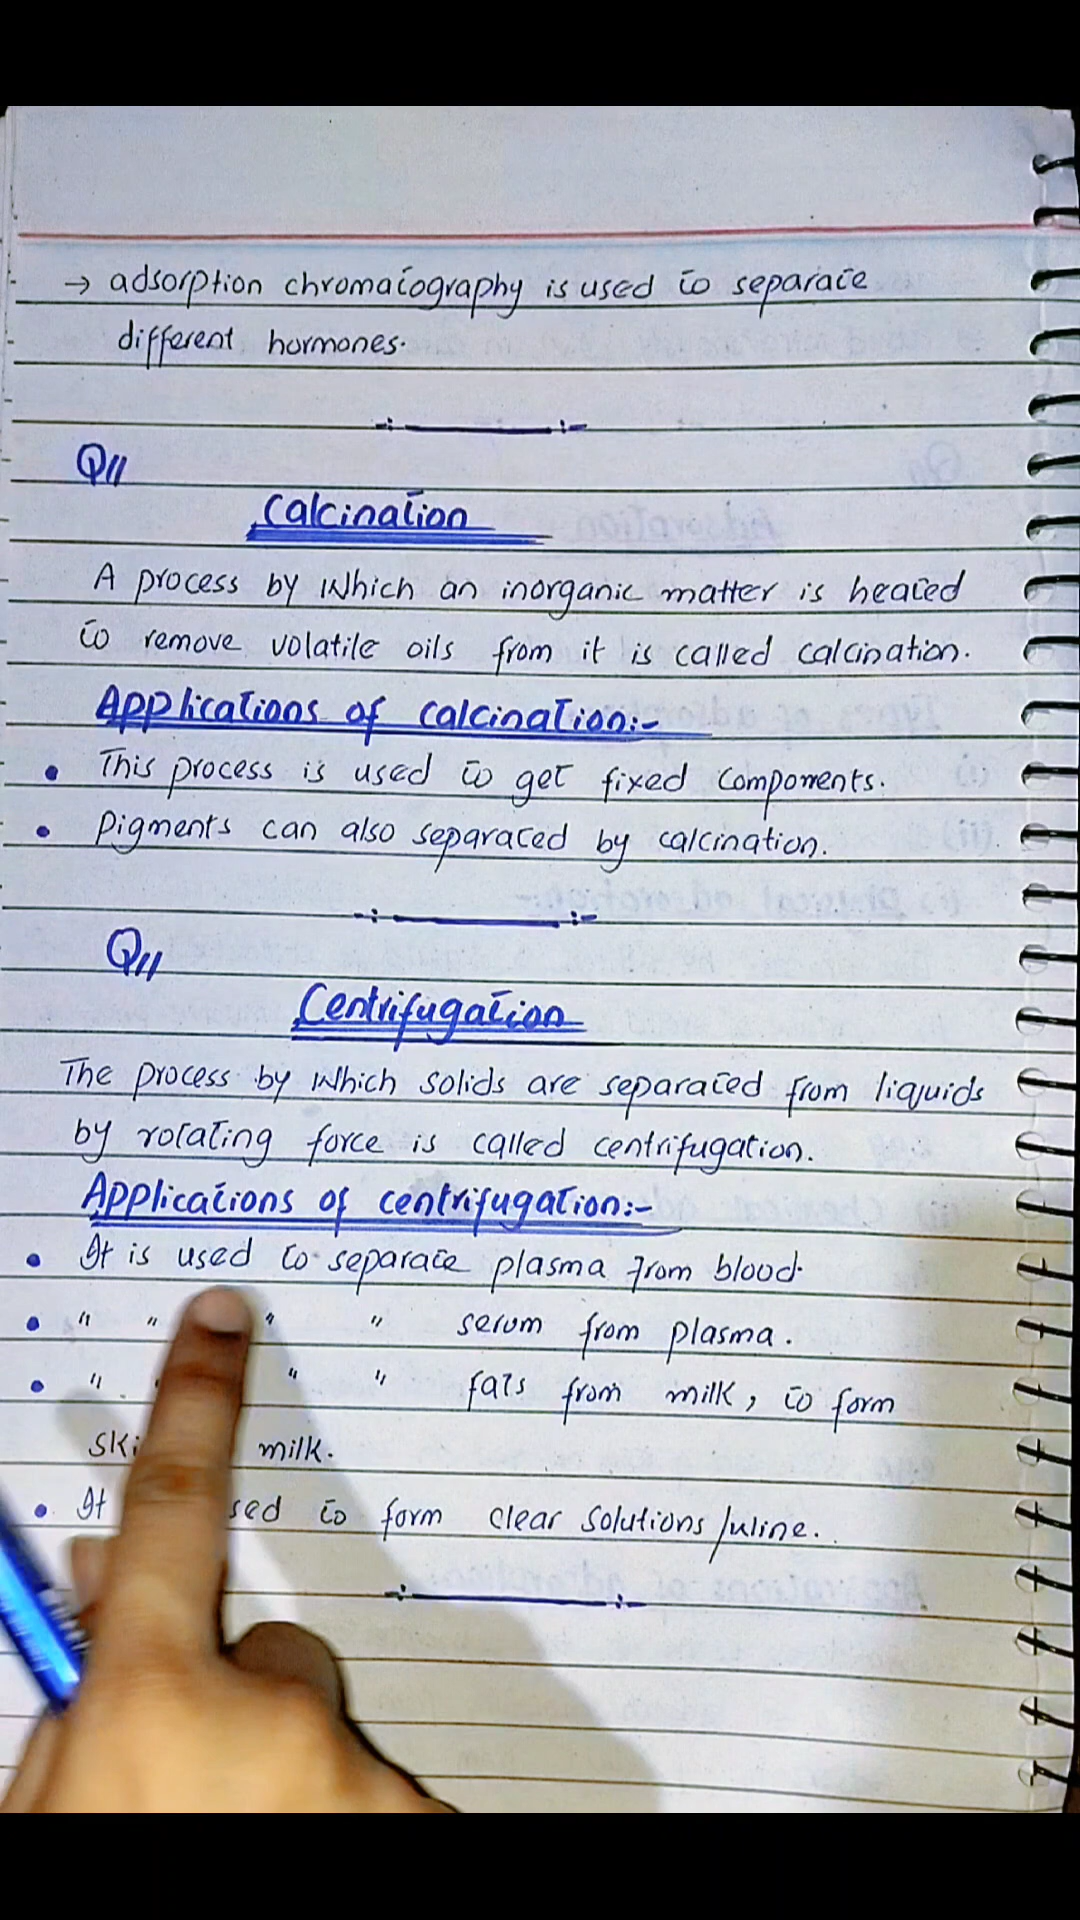 → adsorption chromatography is used to separate
different hormones.
Q11
Calcination
A process by which an inorganic matter is heated
to remove volatile oils from it is called calcination.
Applications of calcination:-
• This process is used to get fixed components.
• Pigments can also separated by calcination.
Q11
Centrifugation
The process by which solids are separated from liquids
by rotating force is called centrifugation.
Applications of centrifugation:-
• It is used to separate plasma from blood.
• " " " " serum from plasma.
• " " " fats from milk, to form
milk.
• It to form clear solutions/